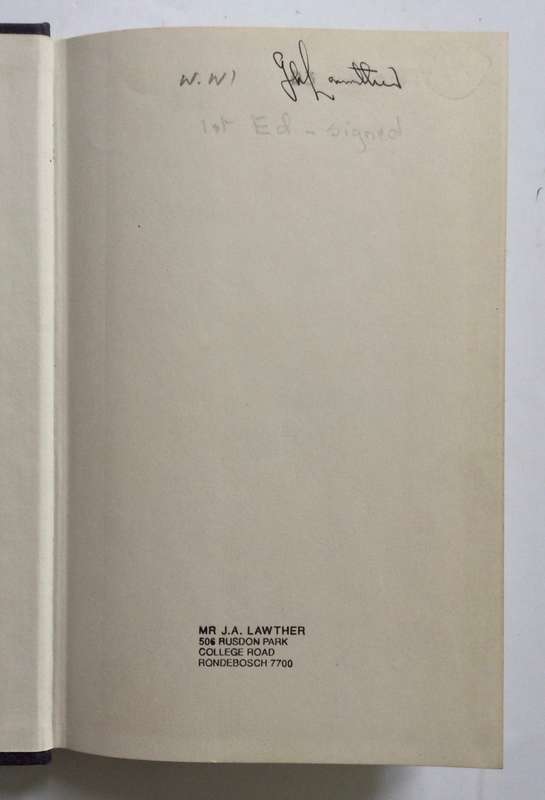 W.W1
1st Ed - signed
MR J.A. LAWTHER
506 RUSDON PARK
COLLEGE ROAD
RONDEBOSCH 7700